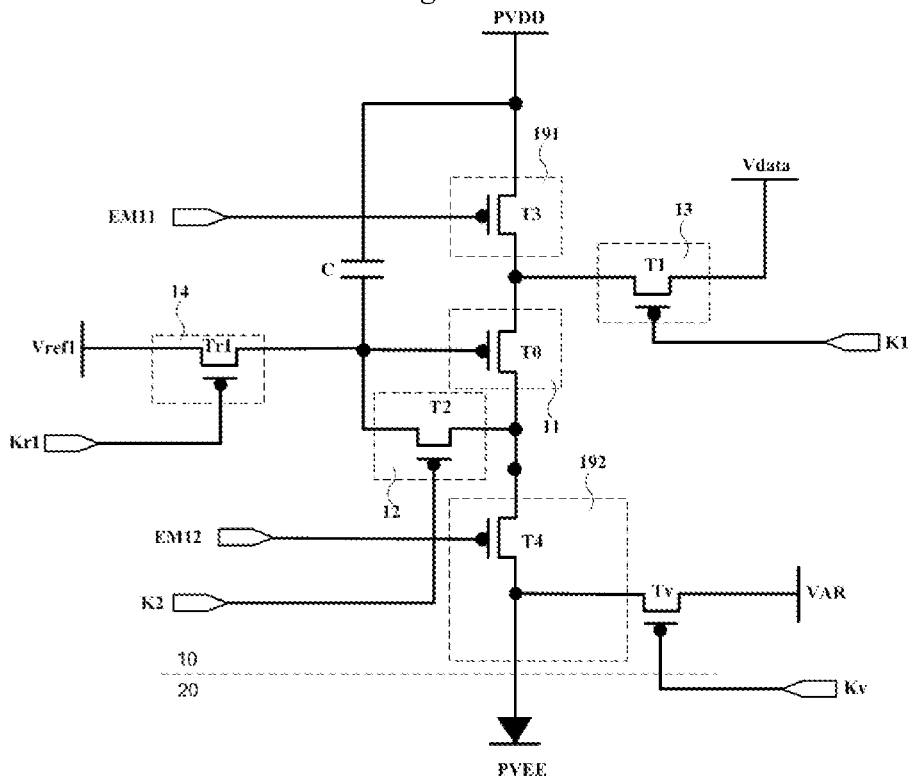 PVDD
191
Vdata
EM11
T3
13
T1
C
14
Vref1
Tr1
T0
K1
T2
11
Kr1
192
12
EM12
T4
K2
Tv
VAR
10
20
Kv
PVEE